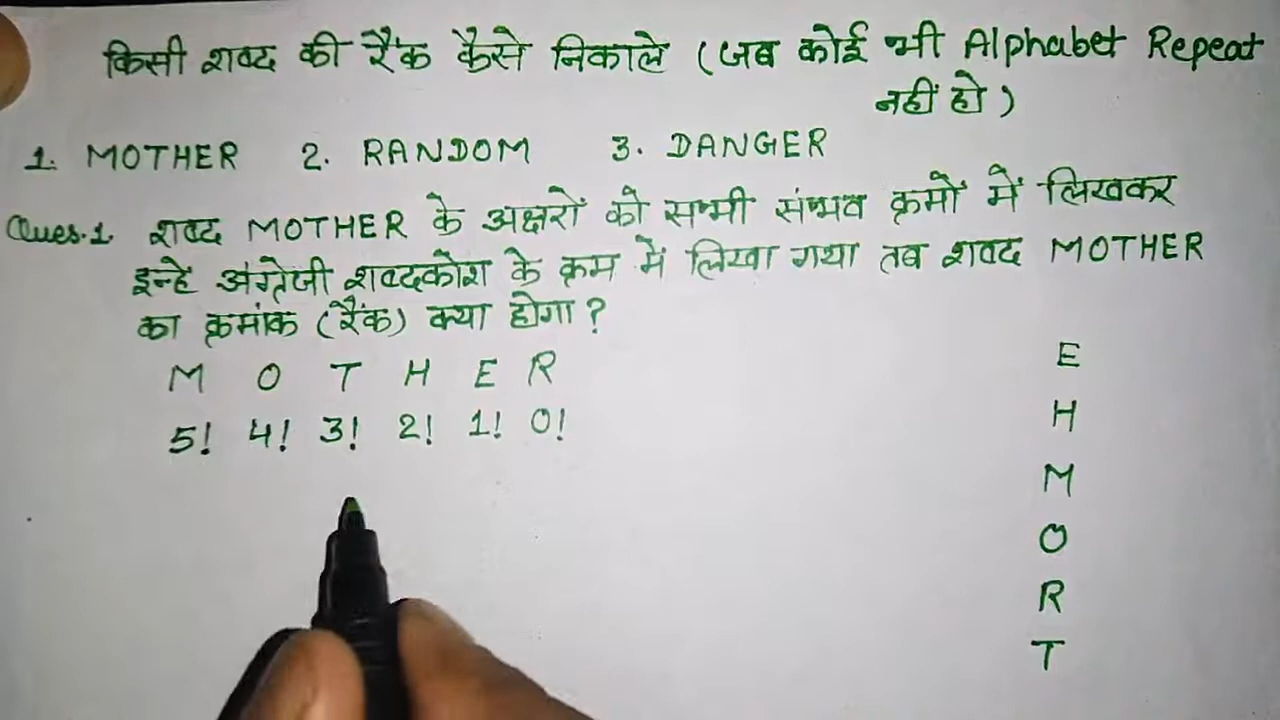 किसी शब्द की रैंक कैसे निकाले (जब कोई भी Alphabet Repeat
नहीं हो)
1. MOTHER 2. RANDOM 3. DANGER
Ques.1 शब्द MOTHER के अक्षरों को सभी संभव क्रमों में लिखकर
इन्हे अंग्रेजी शब्दकोश के क्रम में लिखा गया तब शब्द MOTHER
का क्रमांक (रैंक) क्या होगा?
M O T H E R
5! 4! 3! 2! 1! 0!
E
H
M
O
R
T